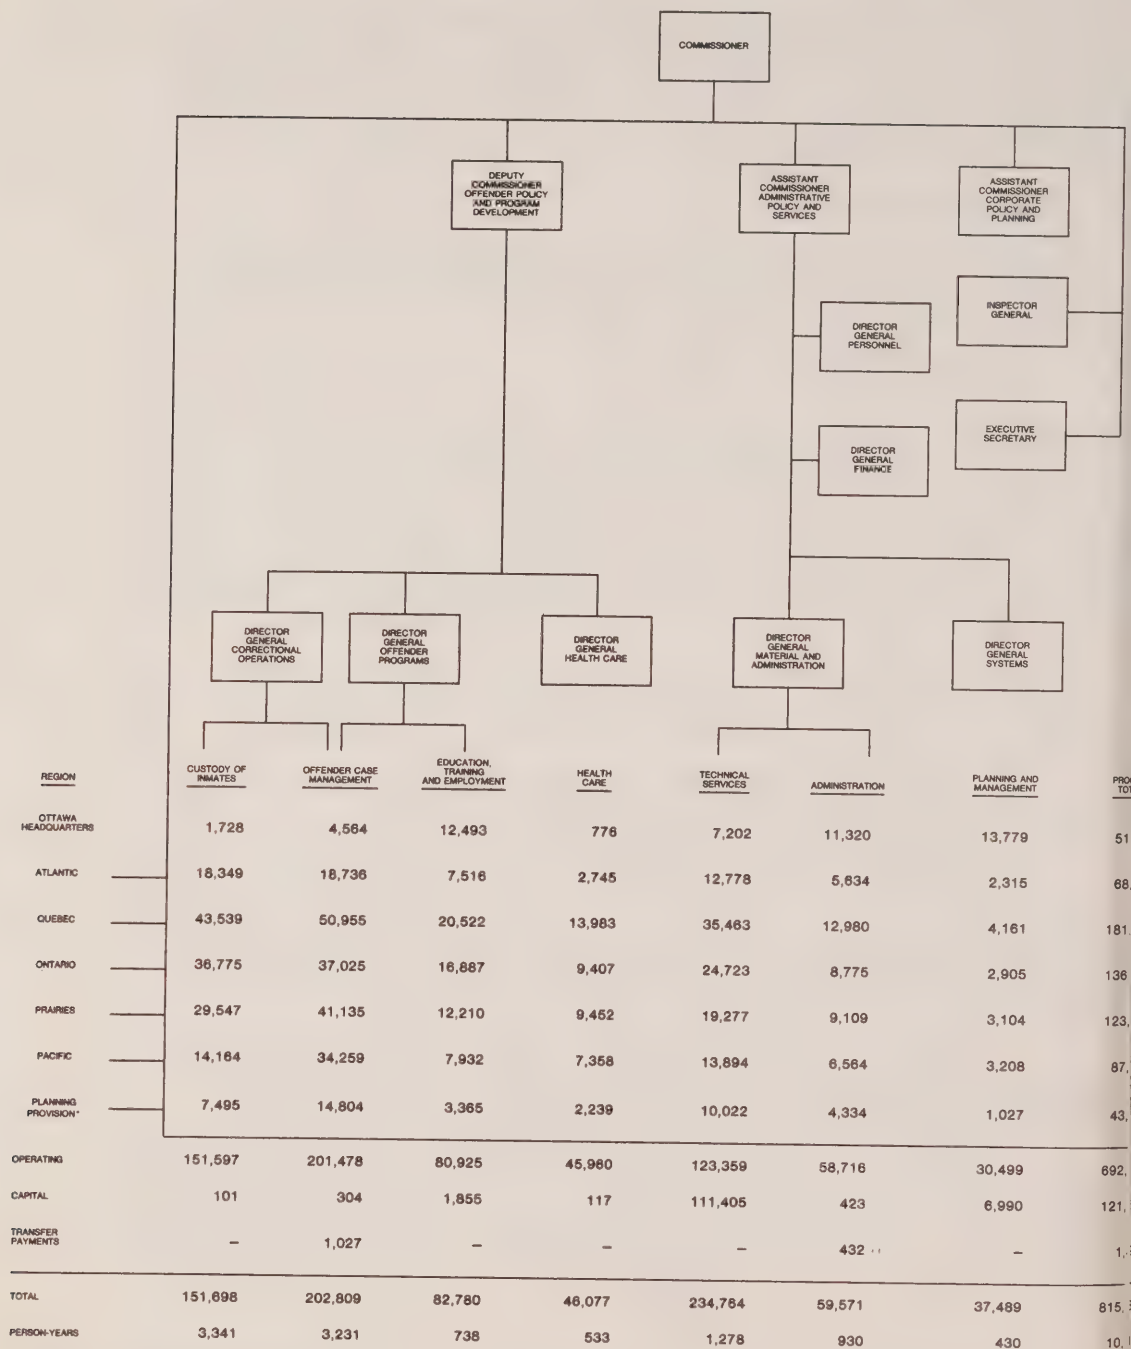 COMMISSIONER
DEPUTY
COMMISSIONER
OFFENDER POLICY
AND PROGRAM
DEVELOPMENT
ASSISTANT
COMMISSIONER
ADMINISTRATIVE
POLICY AND
SERVICES
ASSISTANT
COMMISSIONER
CORPORATE
POLICY AND
PLANNING
DIRECTOR
GENERAL
PERSONNEL
INSPECTOR
GENERAL
DIRECTOR
GENERAL
FINANCE
EXECUTIVE
SECRETARY
DIRECTOR
GENERAL
CORRECTIONAL
OPERATIONS
DIRECTOR
GENERAL
OFFENDER
PROGRAMS
DIRECTOR
GENERAL
HEALTH CARE
DIRECTOR
GENERAL
MATERIAL AND
ADMINISTRATION
DIRECTOR
GENERAL
SYSTEMS
REGION
CUSTODY OF
INMATES
OFFENDER CASE
MANAGEMENT
EDUCATION,
TRAINING
AND EMPLOYMENT
HEALTH
CARE
TECHNICAL
SERVICES
ADMINISTRATION
PLANNING AND
MANAGEMENT
OTTAWA
HEADQUARTERS 1,728 4,564 12,493 776 7,202 11,320 13,779 51
ATLANTIC 18,349 18,736 7,516 2,745 12,778 5,634 2,315 68,
QUEBEC 43,539 50,955 20,522 13,983 35,463 12,980 4,161 181,
ONTARIO 36,775 37,025 16,887 9,407 24,723 8,775 2,905 136
PRAIRIES 29,547 41,135 12,210 9,452 19,277 9,109 3,104 123,
PACIFIC 14,164 34,259 7,932 7,358 13,894 6,564 3,208 87,
PLANNING
PROVISION* 7,495 14,804 3,365 2,239 10,022 4,334 1,027 43,
OPERATING 151,597 201,478 80,925 45,960 123,359 58,716 30,499 692,
CAPITAL 101 304 1,855 117 111,405 423 6,990 121,
TRANSFER
PAYMENTS – 1,027 – – – 432 – 1,
TOTAL 151,698 202,809 82,780 46,077 234,764 59,571 37,489 815,
PERSON-YEARS 3,341 3,231 738 533 1,278 930 430 10,